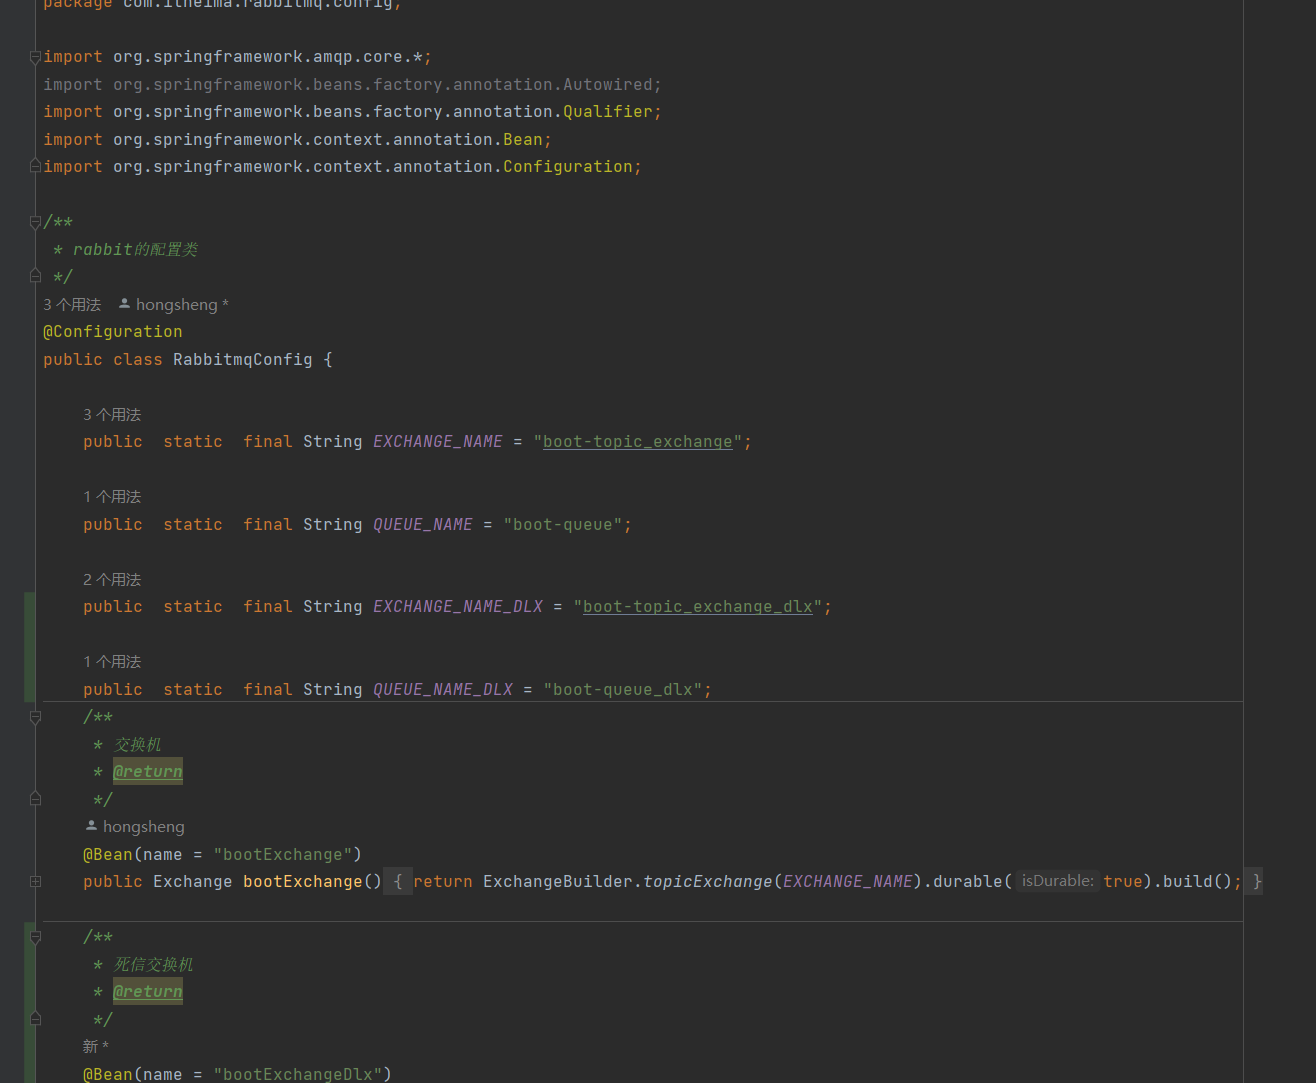 package com.itheima.rabbitmq.config;
import org.springframework.amqp.core.*;
import org.springframework.beans.factory.annotation.Autowired;
import org.springframework.beans.factory.annotation.Qualifier;
import org.springframework.context.annotation.Bean;
import org.springframework.context.annotation.Configuration;
/**
* rabbit的配置类
*/
3 个用法 hongsheng *
@Configuration
public class RabbitmqConfig {
3 个用法
public static final String EXCHANGE_NAME = "boot-topic_exchange";
1 个用法
public static final String QUEUE_NAME = "boot-queue";
2 个用法
public static final String EXCHANGE_NAME_DLX = "boot-topic_exchange_dlx";
1 个用法
public static final String QUEUE_NAME_DLX = "boot-queue_dlx";
/**
* 交换机
* @return
*/
hongsheng
@Bean(name = "bootExchange")
public Exchange bootExchange() { return ExchangeBuilder.topicExchange(EXCHANGE_NAME).durable( isDurable: true).build(); }
/**
* 死信交换机
* @return
*/
新 *
@Bean(name = "bootExchangeDlx")